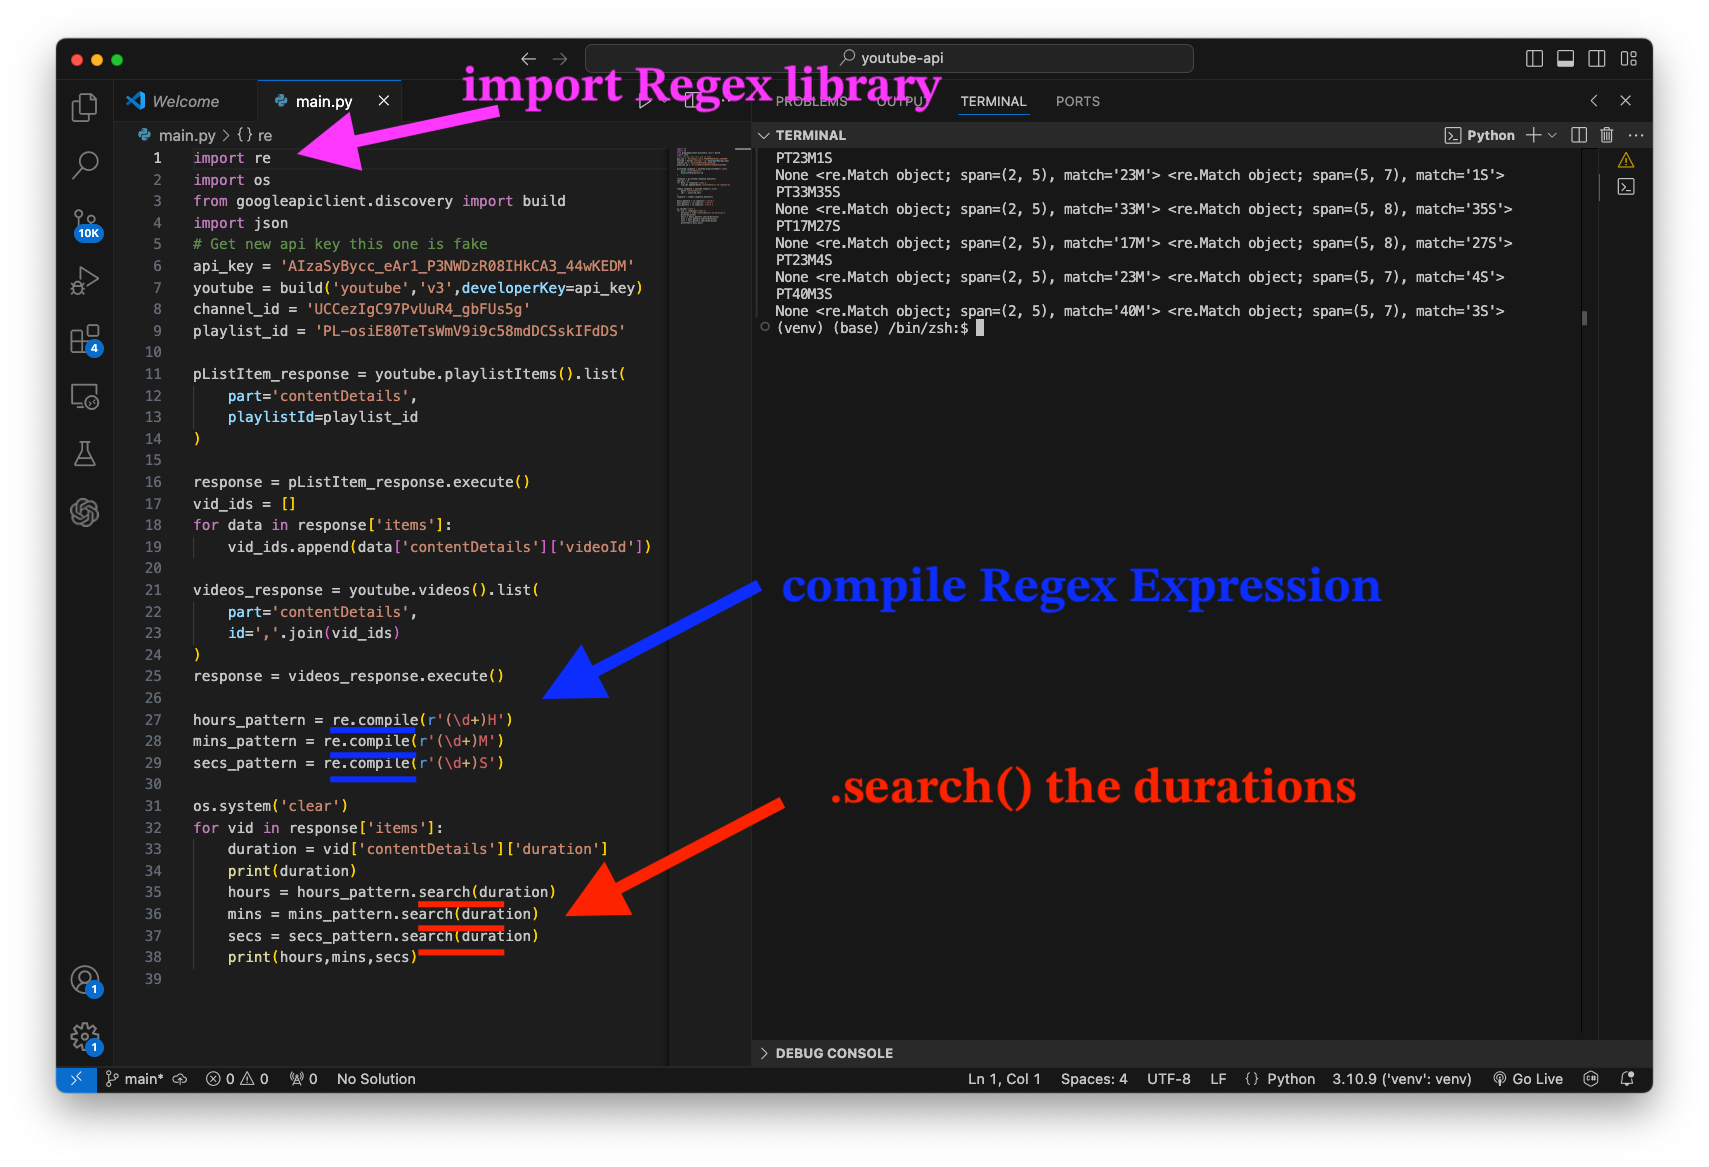 youtube-api
import Regex library
Welcome
main.py
PROBLEMS OUTPU TERMINAL PORTS
main.py > {} re
TERMINAL
Python
1 import re
2 import os
3 from googleapiclient.discovery import build
4 import json
5 # Get new api key this one is fake
6 api_key = 'AIzaSyBycc_eAr1_P3NWDzR08IHkCA3_44wKEDM'
7 youtube = build('youtube','v3',developerKey=api_key)
8 channel_id = 'UCCezIgC97PvUuR4_gbFUs5g'
9 playlist_id = 'PL-osiE80TeTsWmV9i9c58mdDCSskIFdDS'
10
11 pListItem_response = youtube.playlistItems().list(
12 part='contentDetails',
13 playlistId=playlist_id
14 )
15
16 response = pListItem_response.execute()
17 vid_ids = []
18 for data in response['items']:
19 vid_ids.append(data['contentDetails']['videoId'])
20
21 videos_response = youtube.videos().list(
22 part='contentDetails',
23 id=','.join(vid_ids)
24 )
25 response = videos_response.execute()
26
27 hours_pattern = re.compile(r'(\d+)H')
28 mins_pattern = re.compile(r'(\d+)M')
29 secs_pattern = re.compile(r'(\d+)S')
30
31 os.system('clear')
32 for vid in response['items']:
33 duration = vid['contentDetails']['duration']
34 print(duration)
35 hours = hours_pattern.search(duration)
36 mins = mins_pattern.search(duration)
37 secs = secs_pattern.search(duration)
38 print(hours,mins,secs)
39
PT23M1S
None <re.Match object; span=(2, 5), match='23M'> <re.Match object; span=(5, 7), match='1S'>
PT33M35S
None <re.Match object; span=(2, 5), match='33M'> <re.Match object; span=(5, 8), match='35S'>
PT17M27S
None <re.Match object; span=(2, 5), match='17M'> <re.Match object; span=(5, 8), match='27S'>
PT23M4S
None <re.Match object; span=(2, 5), match='23M'> <re.Match object; span=(5, 7), match='4S'>
PT40M3S
None <re.Match object; span=(2, 5), match='40M'> <re.Match object; span=(5, 7), match='3S'>
(venv) (base) /bin/zsh:$
compile Regex Expression
.search() the durations
10K
4
1
1
DEBUG CONSOLE
main* 0 0 0 No Solution
Ln 1, Col 1 Spaces: 4 UTF-8 LF {} Python 3.10.9 ('venv': venv) Go Live